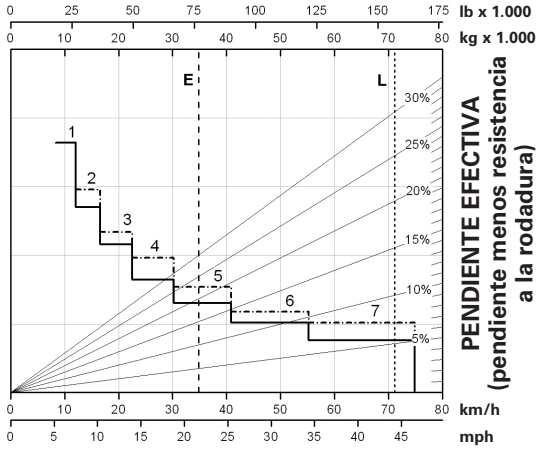 0 25 50 75 100 125 150 175 lb x 1.000
0 10 20 30 40 50 60 70 80 kg x 1.000
E L
30%
1
25%
2
20%
3
4
15%
5
10%
6
7
5%
0 10 20 30 40 50 60 70 80 km/h
0 5 10 15 20 25 30 35 40 45 mph
PENDIENTE EFECTIVA
(pendiente menos resistencia
a la rodadura)